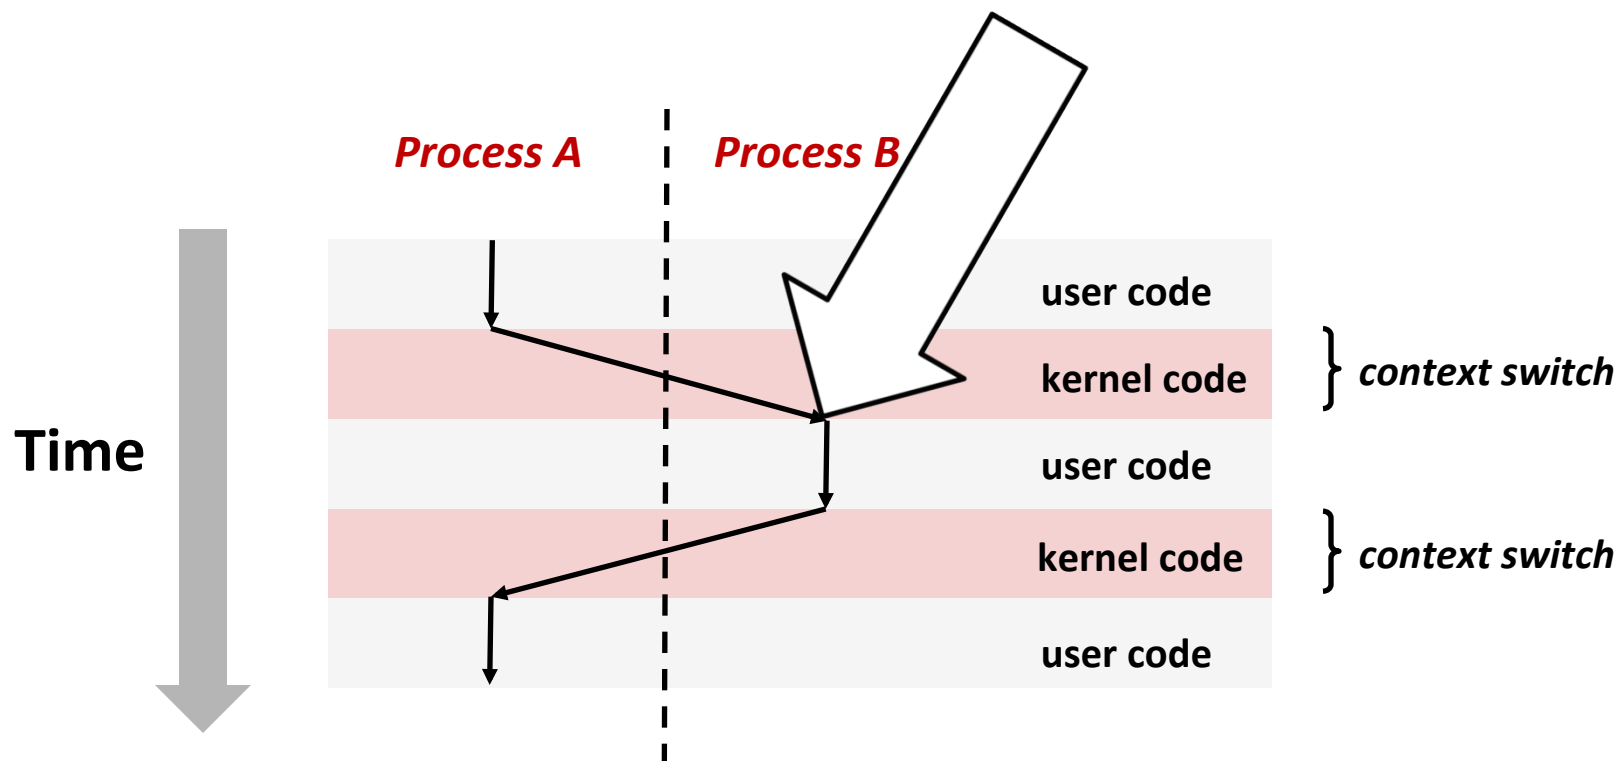 Process A
Process B
user code
kernel code
context switch
Time
user code
kernel code
context switch
user code